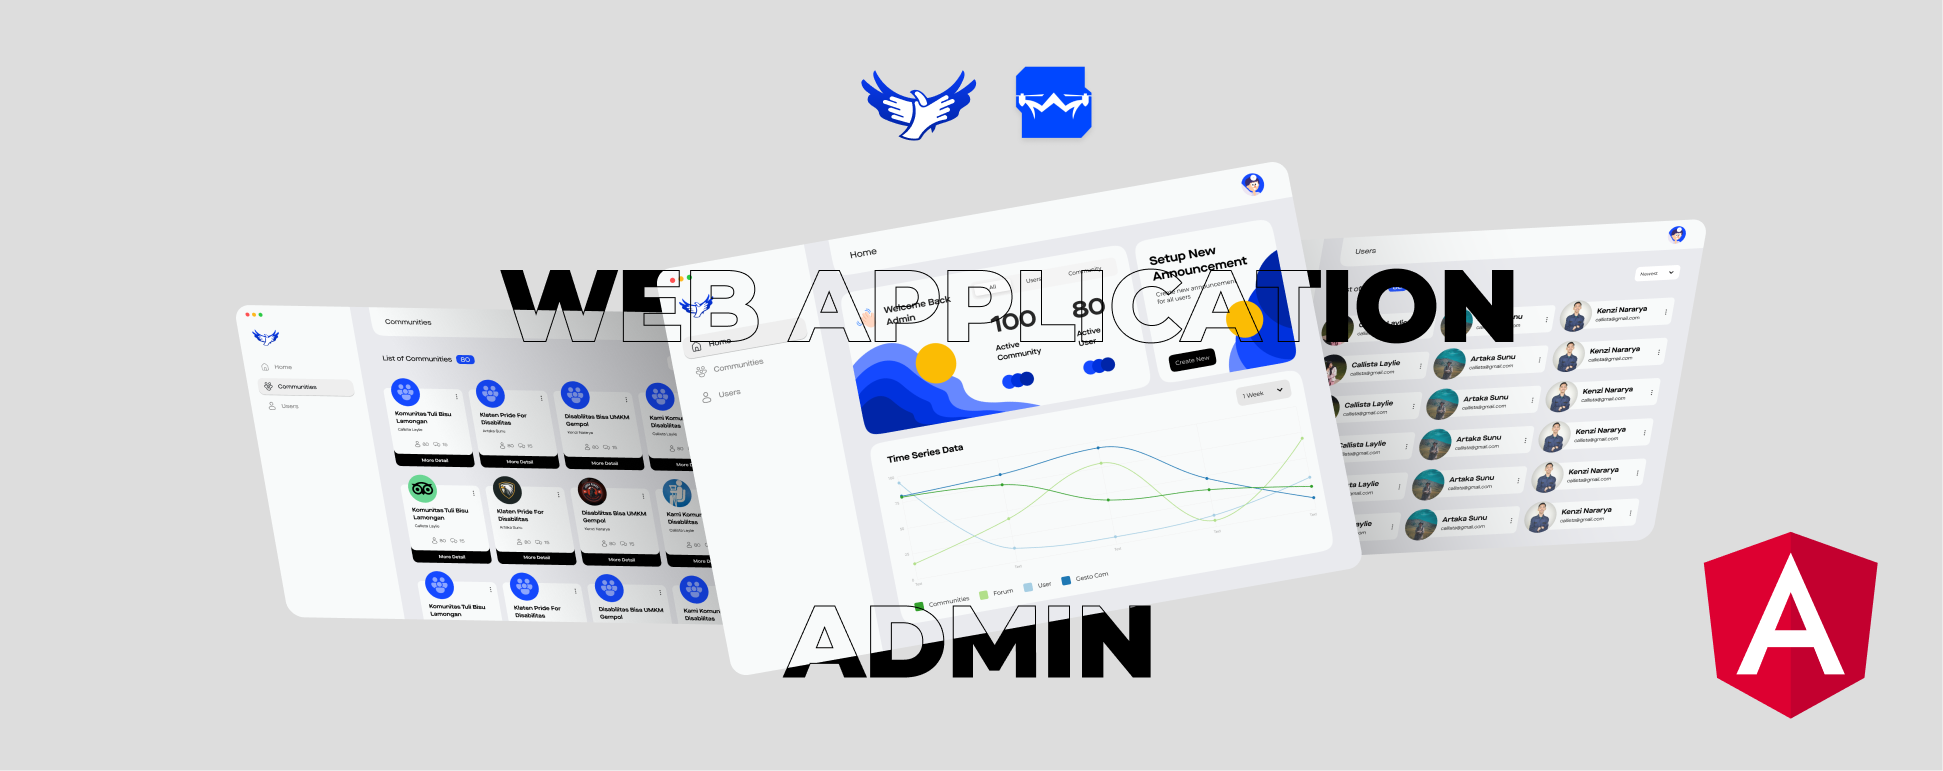 WEB APPLICATION
ADMIN
Communities
List of Communities 80
Home
Communities
Users
Komunitas Tuli Bisu
Lamongan
Callista Laylie
80 15
More Detail
Klaten Pride For
Disabilitas
Artaka Sunu
80 15
More Detail
Disabilitas Bisa UMKM
Gempol
Kenzi Nararya
80 15
More Detail
Kami Komu
Disabilitas
Callista Laylie
80
More D
Komunitas Tuli Bisu
Lamongan
Callista Laylie
80 15
More Detail
Klaten Pride For
Disabilitas
Artaka Sunu
80 15
More Detail
Disabilitas Bisa UMKM
Gempol
Kenzi Nararya
80 15
More Detail
Kami Komu
Disabilitas
Callista Laylie
80
More D
Komunitas Tuli Bisu
Lamongan
Klaten Pride For
Disabilitas
Disabilitas Bisa UMKM
Gempol
Kami Komun
Disabilitas
Home
Home
Communities
Users
Welcome Back
Admin
All
Users
Community
100
Active
Community
80
Active
User
Setup New
Announcement
Create new announcement
for all users
Create New
1 Week
Time Series Data
Communities
Forum
User
Gesto Com
Users
Newest
Kenzi Nararya
callista@gmail.com
Callista Laylie
callista@gmail.com
Artaka Sunu
callista@gmail.com
Kenzi Nararya
callista@gmail.com
Callista Laylie
callista@gmail.com
Artaka Sunu
callista@gmail.com
Kenzi Nararya
callista@gmail.com
Callista Laylie
callista@gmail.com
Artaka Sunu
callista@gmail.com
Kenzi Nararya
callista@gmail.com
ta Laylie
@gmail.com
Artaka Sunu
callista@gmail.com
Kenzi Nararya
callista@gmail.com
aylie
Artaka Sunu
callista@gmail.com
Kenzi Nararya
callista@gmail.com
A